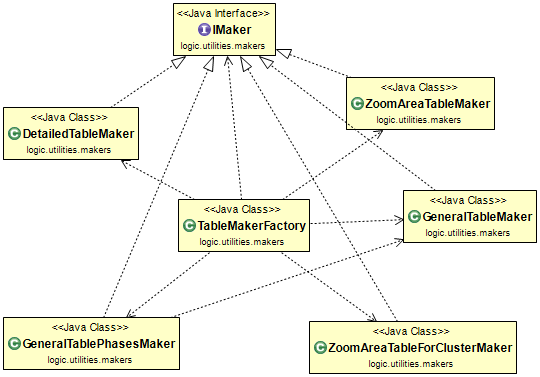 <<Java Interface>>
I IMaker
logic.utilities.makers
<<Java Class>>
C ZoomAreaTableMaker
logic.utilities.makers
<<Java Class>>
C DetailedTableMaker
logic.utilities.makers
<<Java Class>>
C GeneralTableMaker
logic.utilities.makers
<<Java Class>>
C TableMakerFactory
logic.utilities.makers
<<Java Class>>
C GeneralTablePhasesMaker
logic.utilities.makers
<<Java Class>>
C ZoomAreaTableForClusterMaker
logic.utilities.makers